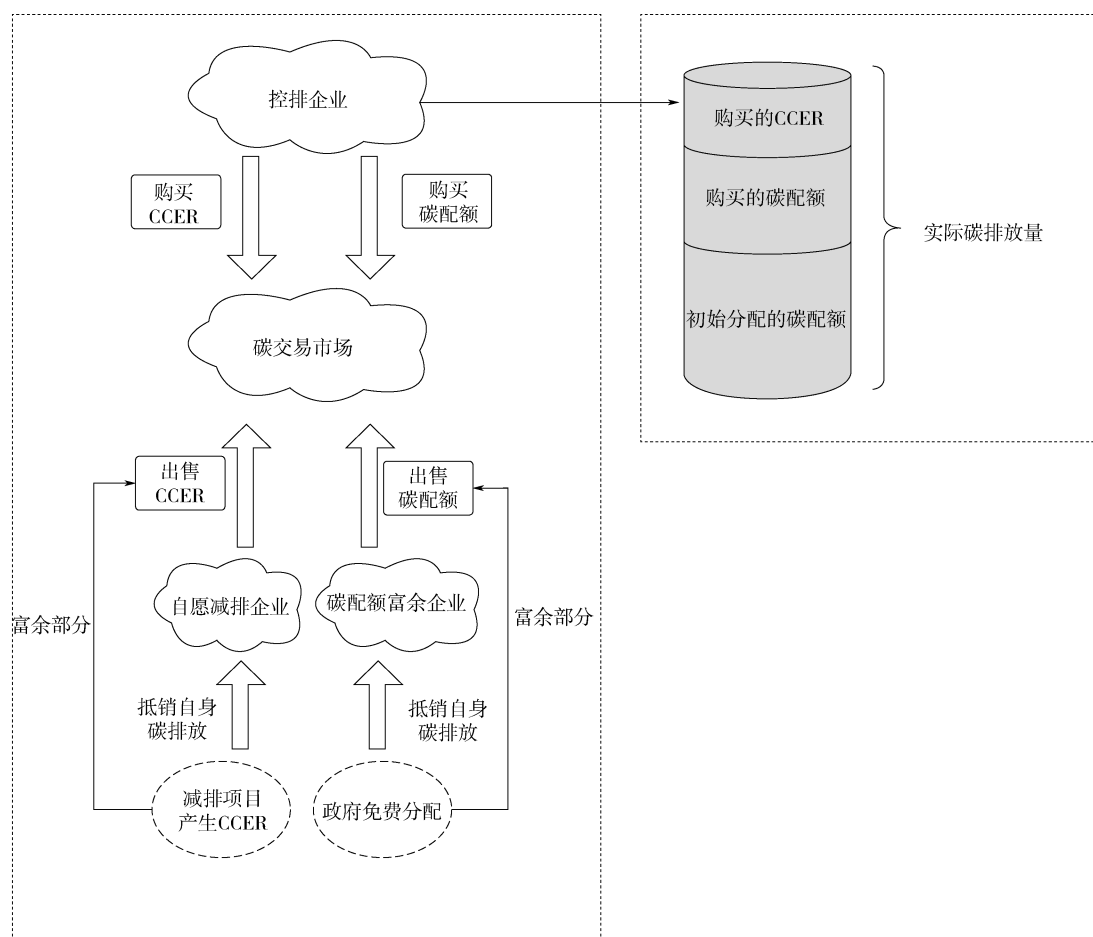 控排企业
购买
CCER
购买
碳配额
碳交易市场
出售
CCER
出售
碳配额
自愿减排企业
碳配额富余企业
富余部分
富余部分
抵销自身
碳排放
抵销自身
碳排放
减排项目
产生CCER
政府免费分配
购买的CCER
购买的碳配额
初始分配的碳配额
实际碳排放量